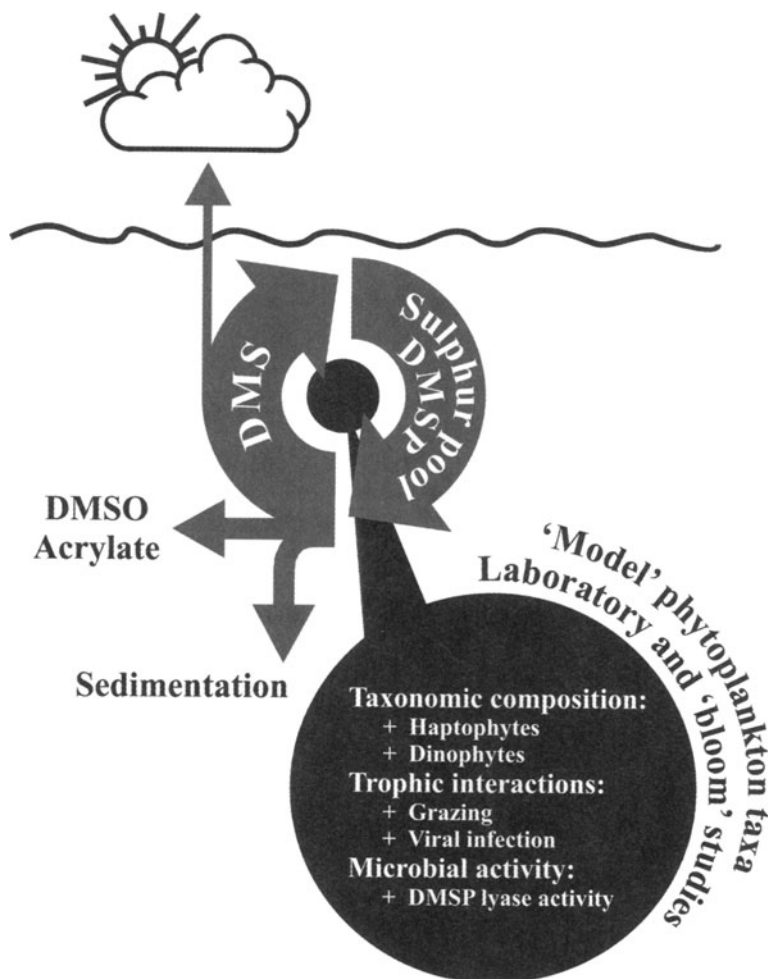 DMS
Sulphur pool
DMSP
DMSO
Acrylate
Sedimentation
‘Model’ phytoplankton taxa
Laboratory and ‘bloom’ studies
Taxonomic composition:
+ Haptophytes
+ Dinophytes
Trophic interactions:
+ Grazing
+ Viral infection
Microbial activity:
+ DMSP lyase activity